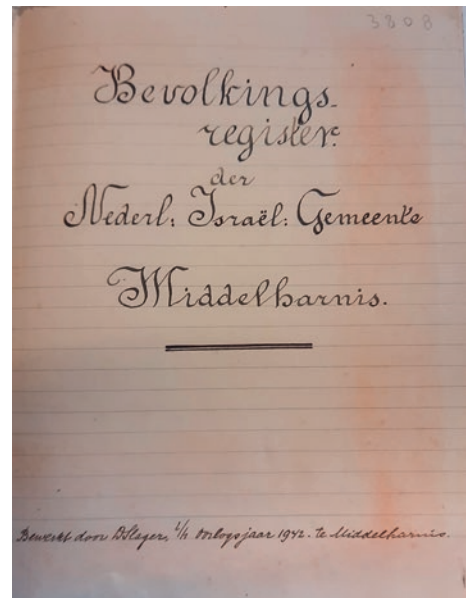 3808
Bevolkings-
register.
der
Nederl: Israël: Gemeente
Middelharnis.
Bewerkt door D Slager, i/h Oorlogsjaar 1942. te Middelharnis.